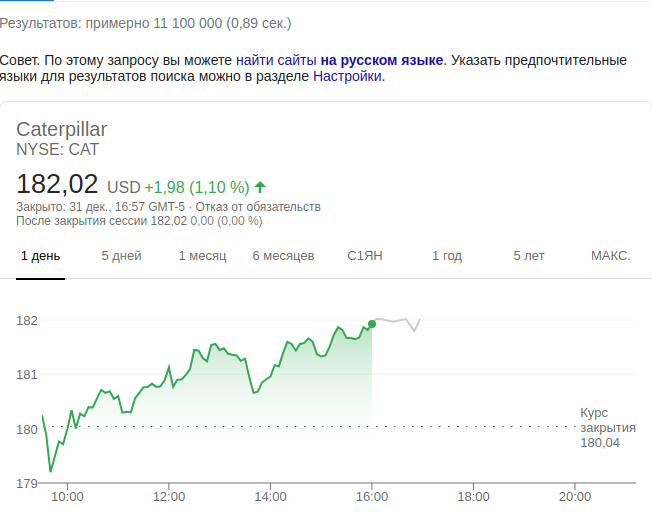 Результатов: примерно 11 100 000 (0,89 сек.)
Совет. По этому запросу вы можете найти сайты на русском языке. Указать предпочтительные
языки для результатов поиска можно в разделе Настройки.
Caterpillar
NYSE: CAT
182,02 USD +1,98 (1,10 %)
Закрыто: 31 дек., 16:57 GMT-5 · Отказ от обязательств
После закрытия сессии 182,02 0,00 (0,00 %)
1 день 5 дней 1 месяц 6 месяцев С1ЯН 1 год 5 лет МАКС.
182
181
180
179
Курс
закрытия
180,04
10:00 12:00 14:00 16:00 18:00 20:00